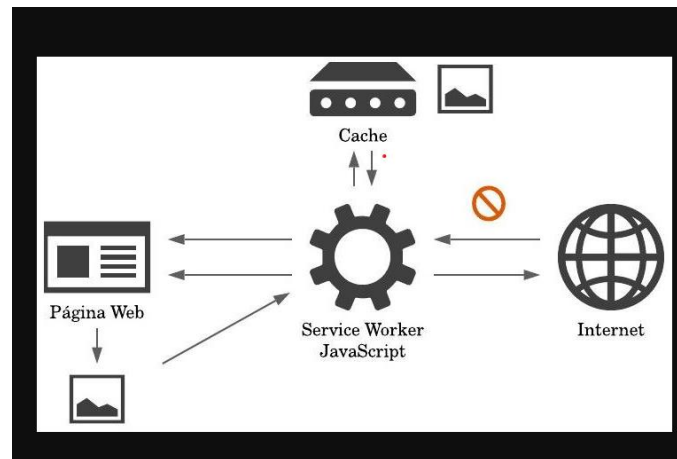 Cache
Página Web
Service Worker
JavaScript
Internet